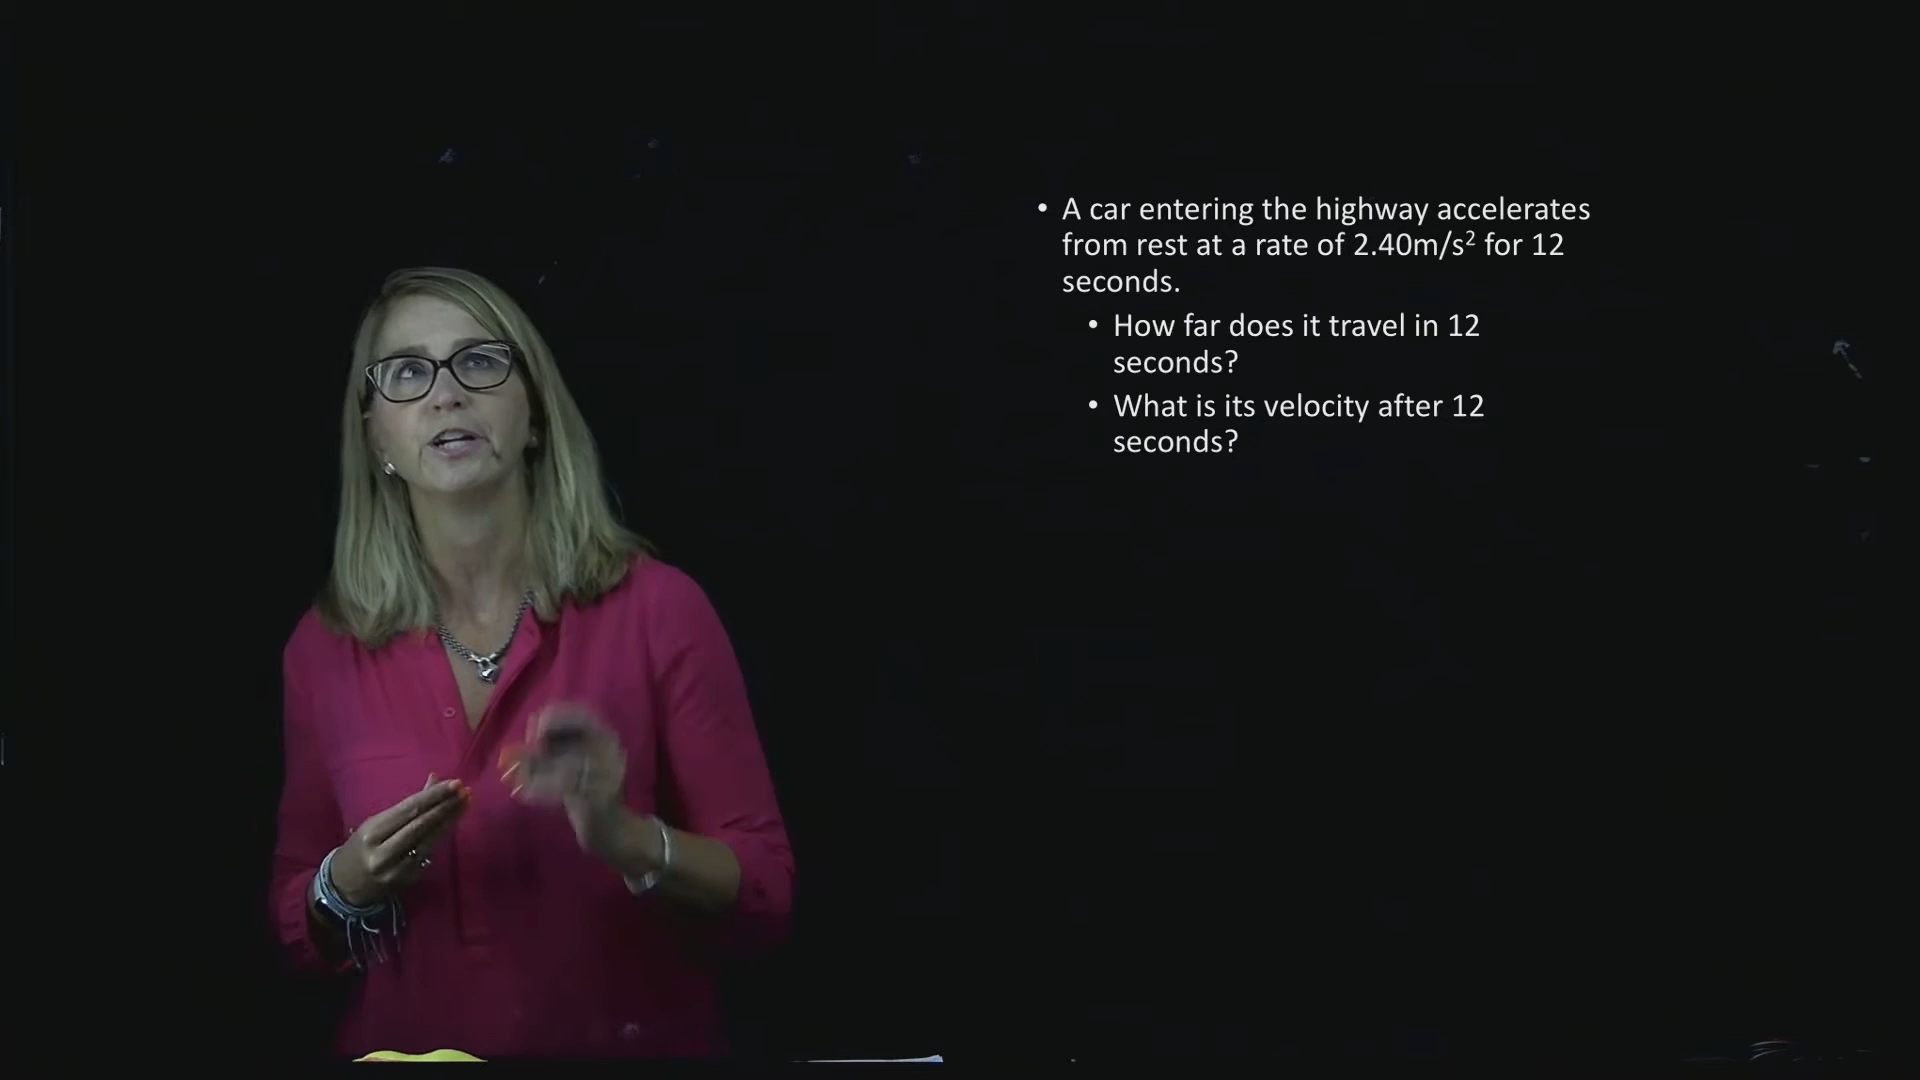 • A car entering the highway accelerates
from rest at a rate of 2.40m/s² for 12
seconds.
• How far does it travel in 12
seconds?
• What is its velocity after 12
seconds?